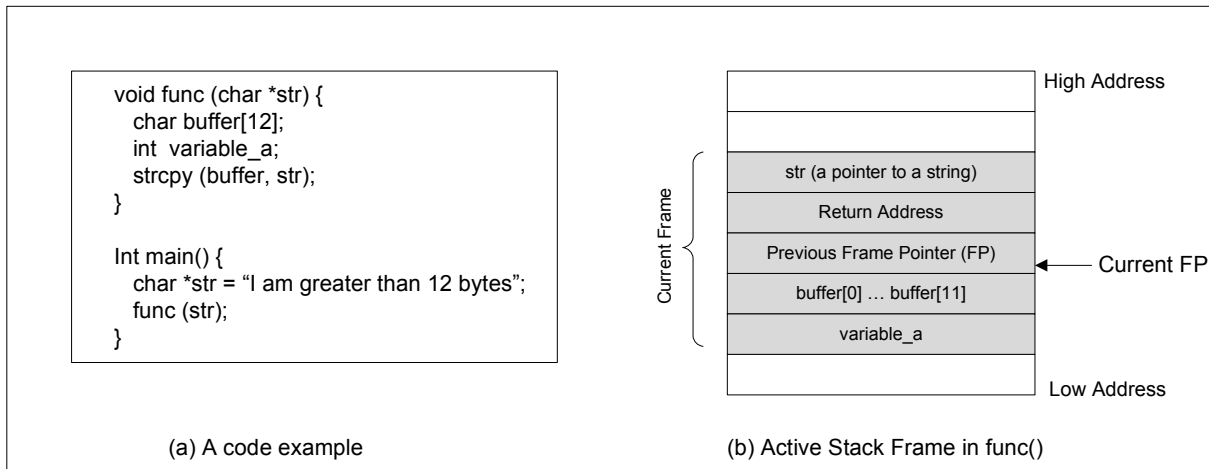 void func (char *str) {
char buffer[12];
int variable_a;
strcpy (buffer, str);
}
Int main() {
char *str = “I am greater than 12 bytes”;
func (str);
}
(a) A code example
High Address
Current Frame
str (a pointer to a string)
Return Address
Previous Frame Pointer (FP)
Current FP
buffer[0] … buffer[11]
variable_a
Low Address
(b) Active Stack Frame in func()